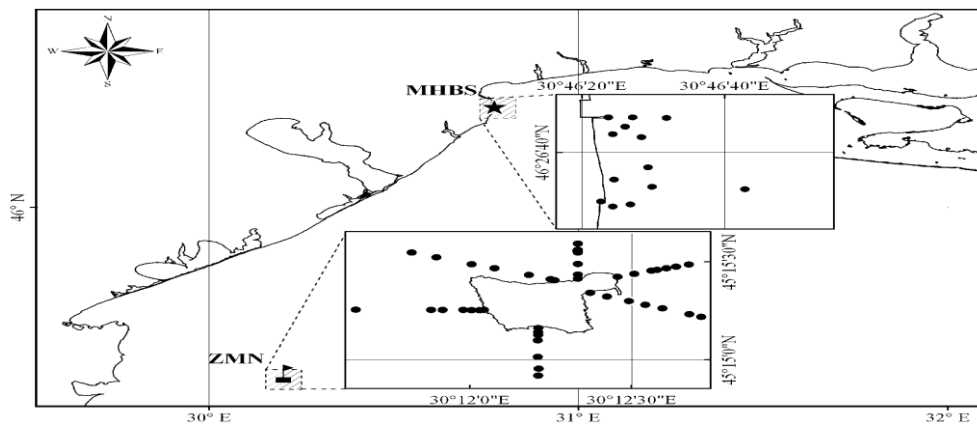 N
W
E
S
MHBS
30°46'20"E
30°46'40"E
46°26'40"N
46° N
45°15'30"N
45°15'0"N
ZMN
30°12'0"E
30°12'30"E
30° E
31° E
32° E